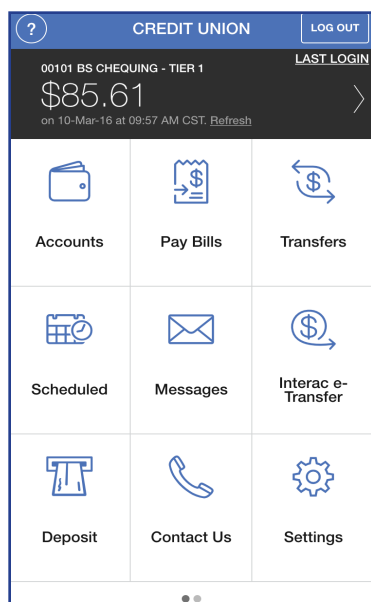 ?
CREDIT UNION
LOG OUT
LAST LOGIN
00101 BS CHEQUING - TIER 1
$85.61
on 10-Mar-16 at 09:57 AM CST. Refresh
Accounts
Pay Bills
Transfers
Scheduled
Messages
Interac e-
Transfer
Deposit
Contact Us
Settings